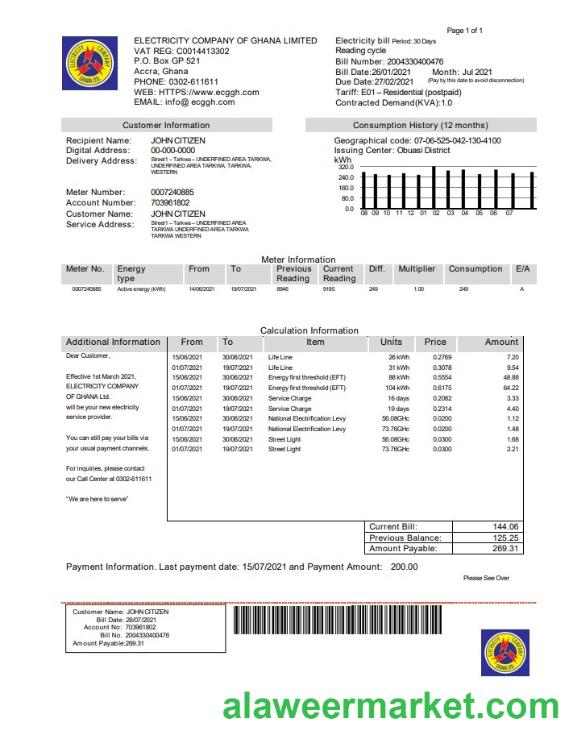 Page 1 of 1
ELECTRICITY COMPANY OF GHANA LIMITED
VAT REG: C0014413302
P.O. Box GP 521
Accra, Ghana
PHONE: 0302-611611
WEB: HTTPS://www.ecggh.com
EMAIL: info@ ecggh.com
Electricity bill Period: 30 Days
Reading cycle
Bill Number: 2004330400476
Bill Date:26/01/2021 Month: Jul 2021
Due Date:27/02/2021 (Pay by this date to avoid disconnection)
Tariff: E01 – Residential (postpaid)
Contracted Demand(KVA):1.0
Customer Information
Recipient Name: JOHN CITIZEN
Digital Address: 00-000-0000
Delivery Address: Street1 – Tarkwa – UNDERFINED AREA TARKWA,
UNDERFINED AREA TARKWA, TARKWA,
WESTERN
Meter Number: 0007240885
Account Number: 703961802
Customer Name: JOHN CITIZEN
Service Address: Street1 – Tarkwa – UNDERFINED AREA
TARKWA UNDERFINED AREA TARKWA
TARKWA WESTERN
Consumption History (12 months)
Geographical code: 07-06-525-042-130-4100
Issuing Center: Obuasi District
kWh
320.0
240.0
160.0
80.0
0.0
08 09 10 11 12 01 02 03 04 05 06 07
Meter Information
Meter No. Energy type From To Previous Reading Current Reading Diff. Multiplier Consumption E/A
0007240885 Active energy (kWh) 14/06/2021 19/07/2021 8946 9195 249 1.00 249 A
Calculation Information
Additional Information From To Item Units Price Amount
Dear Customer,
Effective 1st March 2021,
ELECTRICITY COMPANY
OF GHANA Ltd.
will be your new electricity
service provider.
You can still pay your bills via
your usual payment channels.
For inquiries, please contact
our Call Center at 0302-611611
"We are here to serve"
15/06/2021 30/06/2021 Life Line 26 kWh 0.2769 7.20
01/07/2021 19/07/2021 Life Line 31 kWh 0.3078 9.54
15/06/2021 30/06/2021 Energy first threshold (EFT) 88 kWh 0.5554 48.88
01/07/2021 19/07/2021 Energy first threshold (EFT) 104 kWh 0.6175 64.22
15/06/2021 30/06/2021 Service Charge 16 days 0.2082 3.33
01/07/2021 19/07/2021 Service Charge 19 days 0.2314 4.40
15/06/2021 30/06/2021 National Electrification Levy 56.08GHc 0.0200 1.12
01/07/2021 19/07/2021 National Electrification Levy 73.76GHc 0.0200 1.48
15/06/2021 30/06/2021 Street Light 56.08GHc 0.0300 1.68
01/07/2021 19/07/2021 Street Light 73.76GHc 0.0300 2.21
Current Bill: 144.06
Previous Balance: 125.25
Amount Payable: 269.31
Payment Information. Last payment date: 15/07/2021 and Payment Amount: 200.00
Please See Over
Customer Name: JOHN CITIZEN
Bill Date: 26/07/2021
Account No: 703961802
Bill No. 2004330400476
Amount Payable:269.31
alaweermarket.com